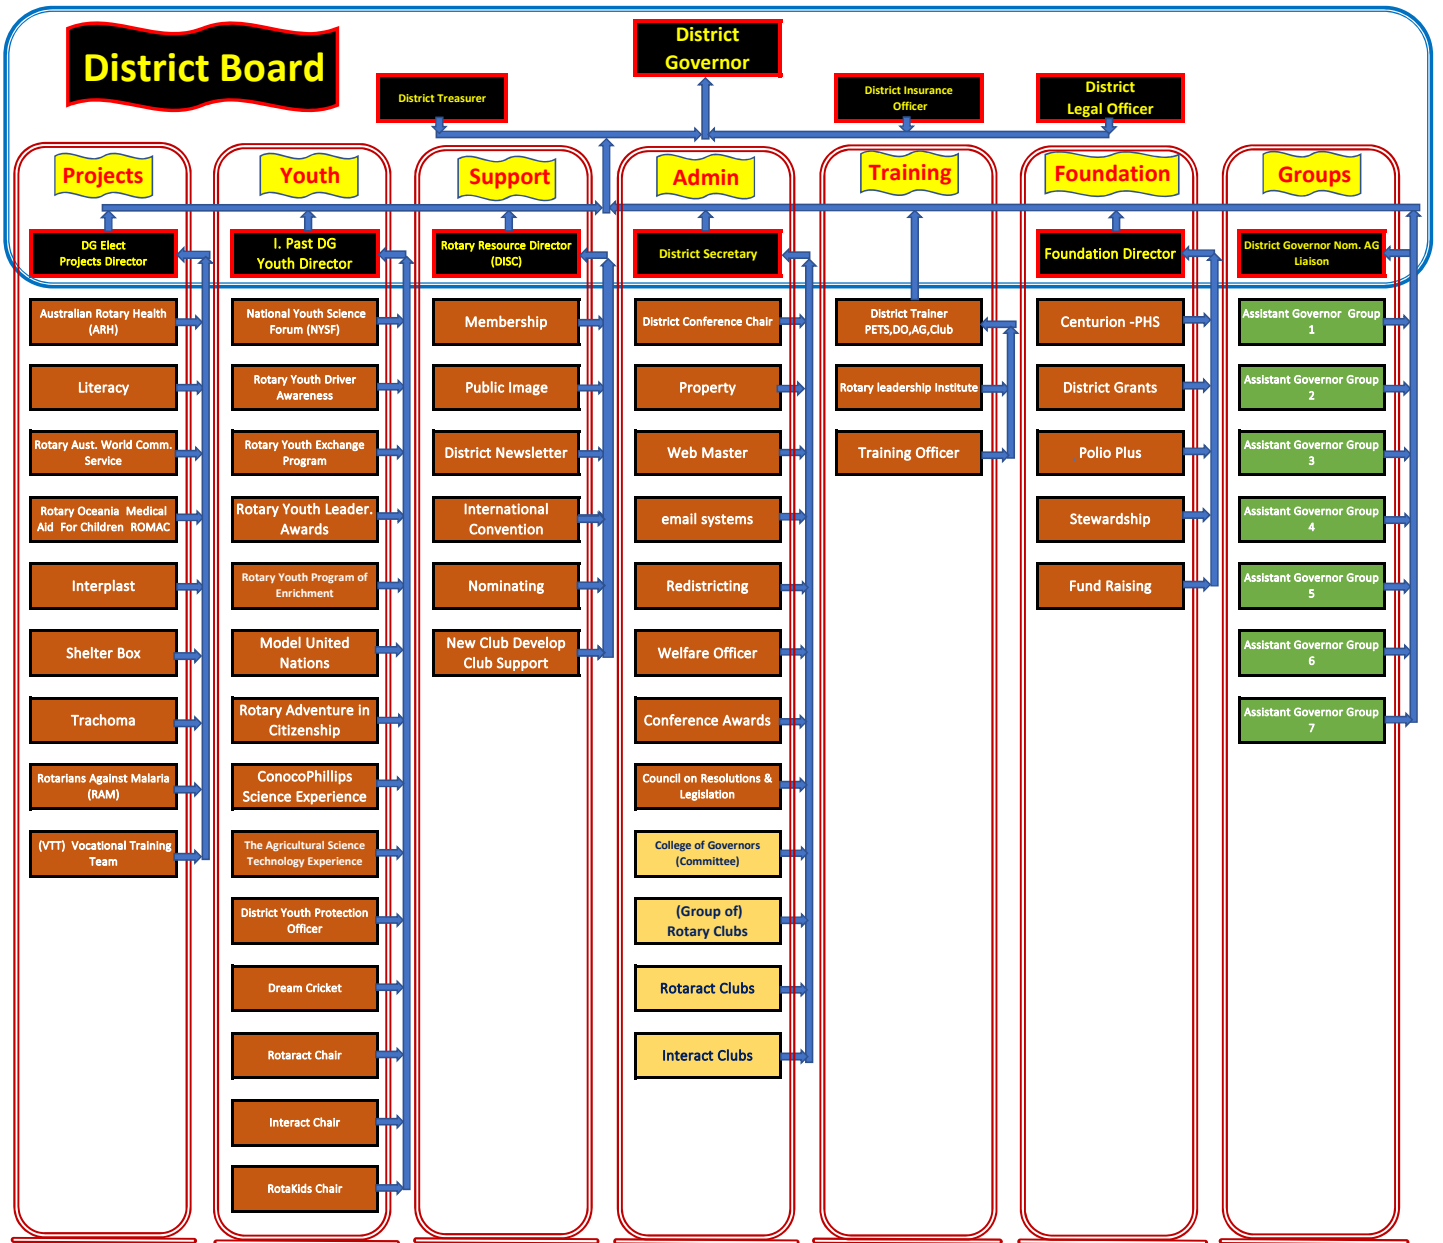 District Board
District
Governor
District Treasurer
District Insurance
Officer
District
Legal Officer
Projects
Youth
Support
Admin
Training
Foundation
Groups
DG Elect
Projects Director
I. Past DG
Youth Director
Rotary Resource Director
(DISC)
District Secretary
Foundation Director
District Governor Nom. AG
Liaison
Australian Rotary Health
(ARH)
Literacy
Rotary Aust. World Comm.
Service
Rotary Oceania Medical
Aid For Children ROMAC
Interplast
Shelter Box
Trachoma
Rotarians Against Malaria
(RAM)
(VTT) Vocational Training
Team
National Youth Science
Forum (NYSF)
Rotary Youth Driver
Awareness
Rotary Youth Exchange
Program
Rotary Youth Leader.
Awards
Rotary Youth Program of
Enrichment
Model United
Nations
Rotary Adventure in
Citizenship
ConocoPhillips
Science Experience
The Agricultural Science
Technology Experience
District Youth Protection
Officer
Dream Cricket
Rotaract Chair
Interact Chair
RotaKids Chair
Membership
Public Image
District Newsletter
International
Convention
Nominating
New Club Develop
Club Support
District Conference Chair
Property
Web Master
email systems
Redistricting
Welfare Officer
Conference Awards
Council on Resolutions &
Legislation
College of Governors
(Committee)
(Group of)
Rotary Clubs
Rotaract Clubs
Interact Clubs
District Trainer
PETS,DO,AG,Club
Rotary leadership Institute
Training Officer
Centurion -PHS
District Grants
Polio Plus
Stewardship
Fund Raising
Assistant Governor Group
1
Assistant Governor Group
2
Assistant Governor Group
3
Assistant Governor Group
4
Assistant Governor Group
5
Assistant Governor Group
6
Assistant Governor Group
7